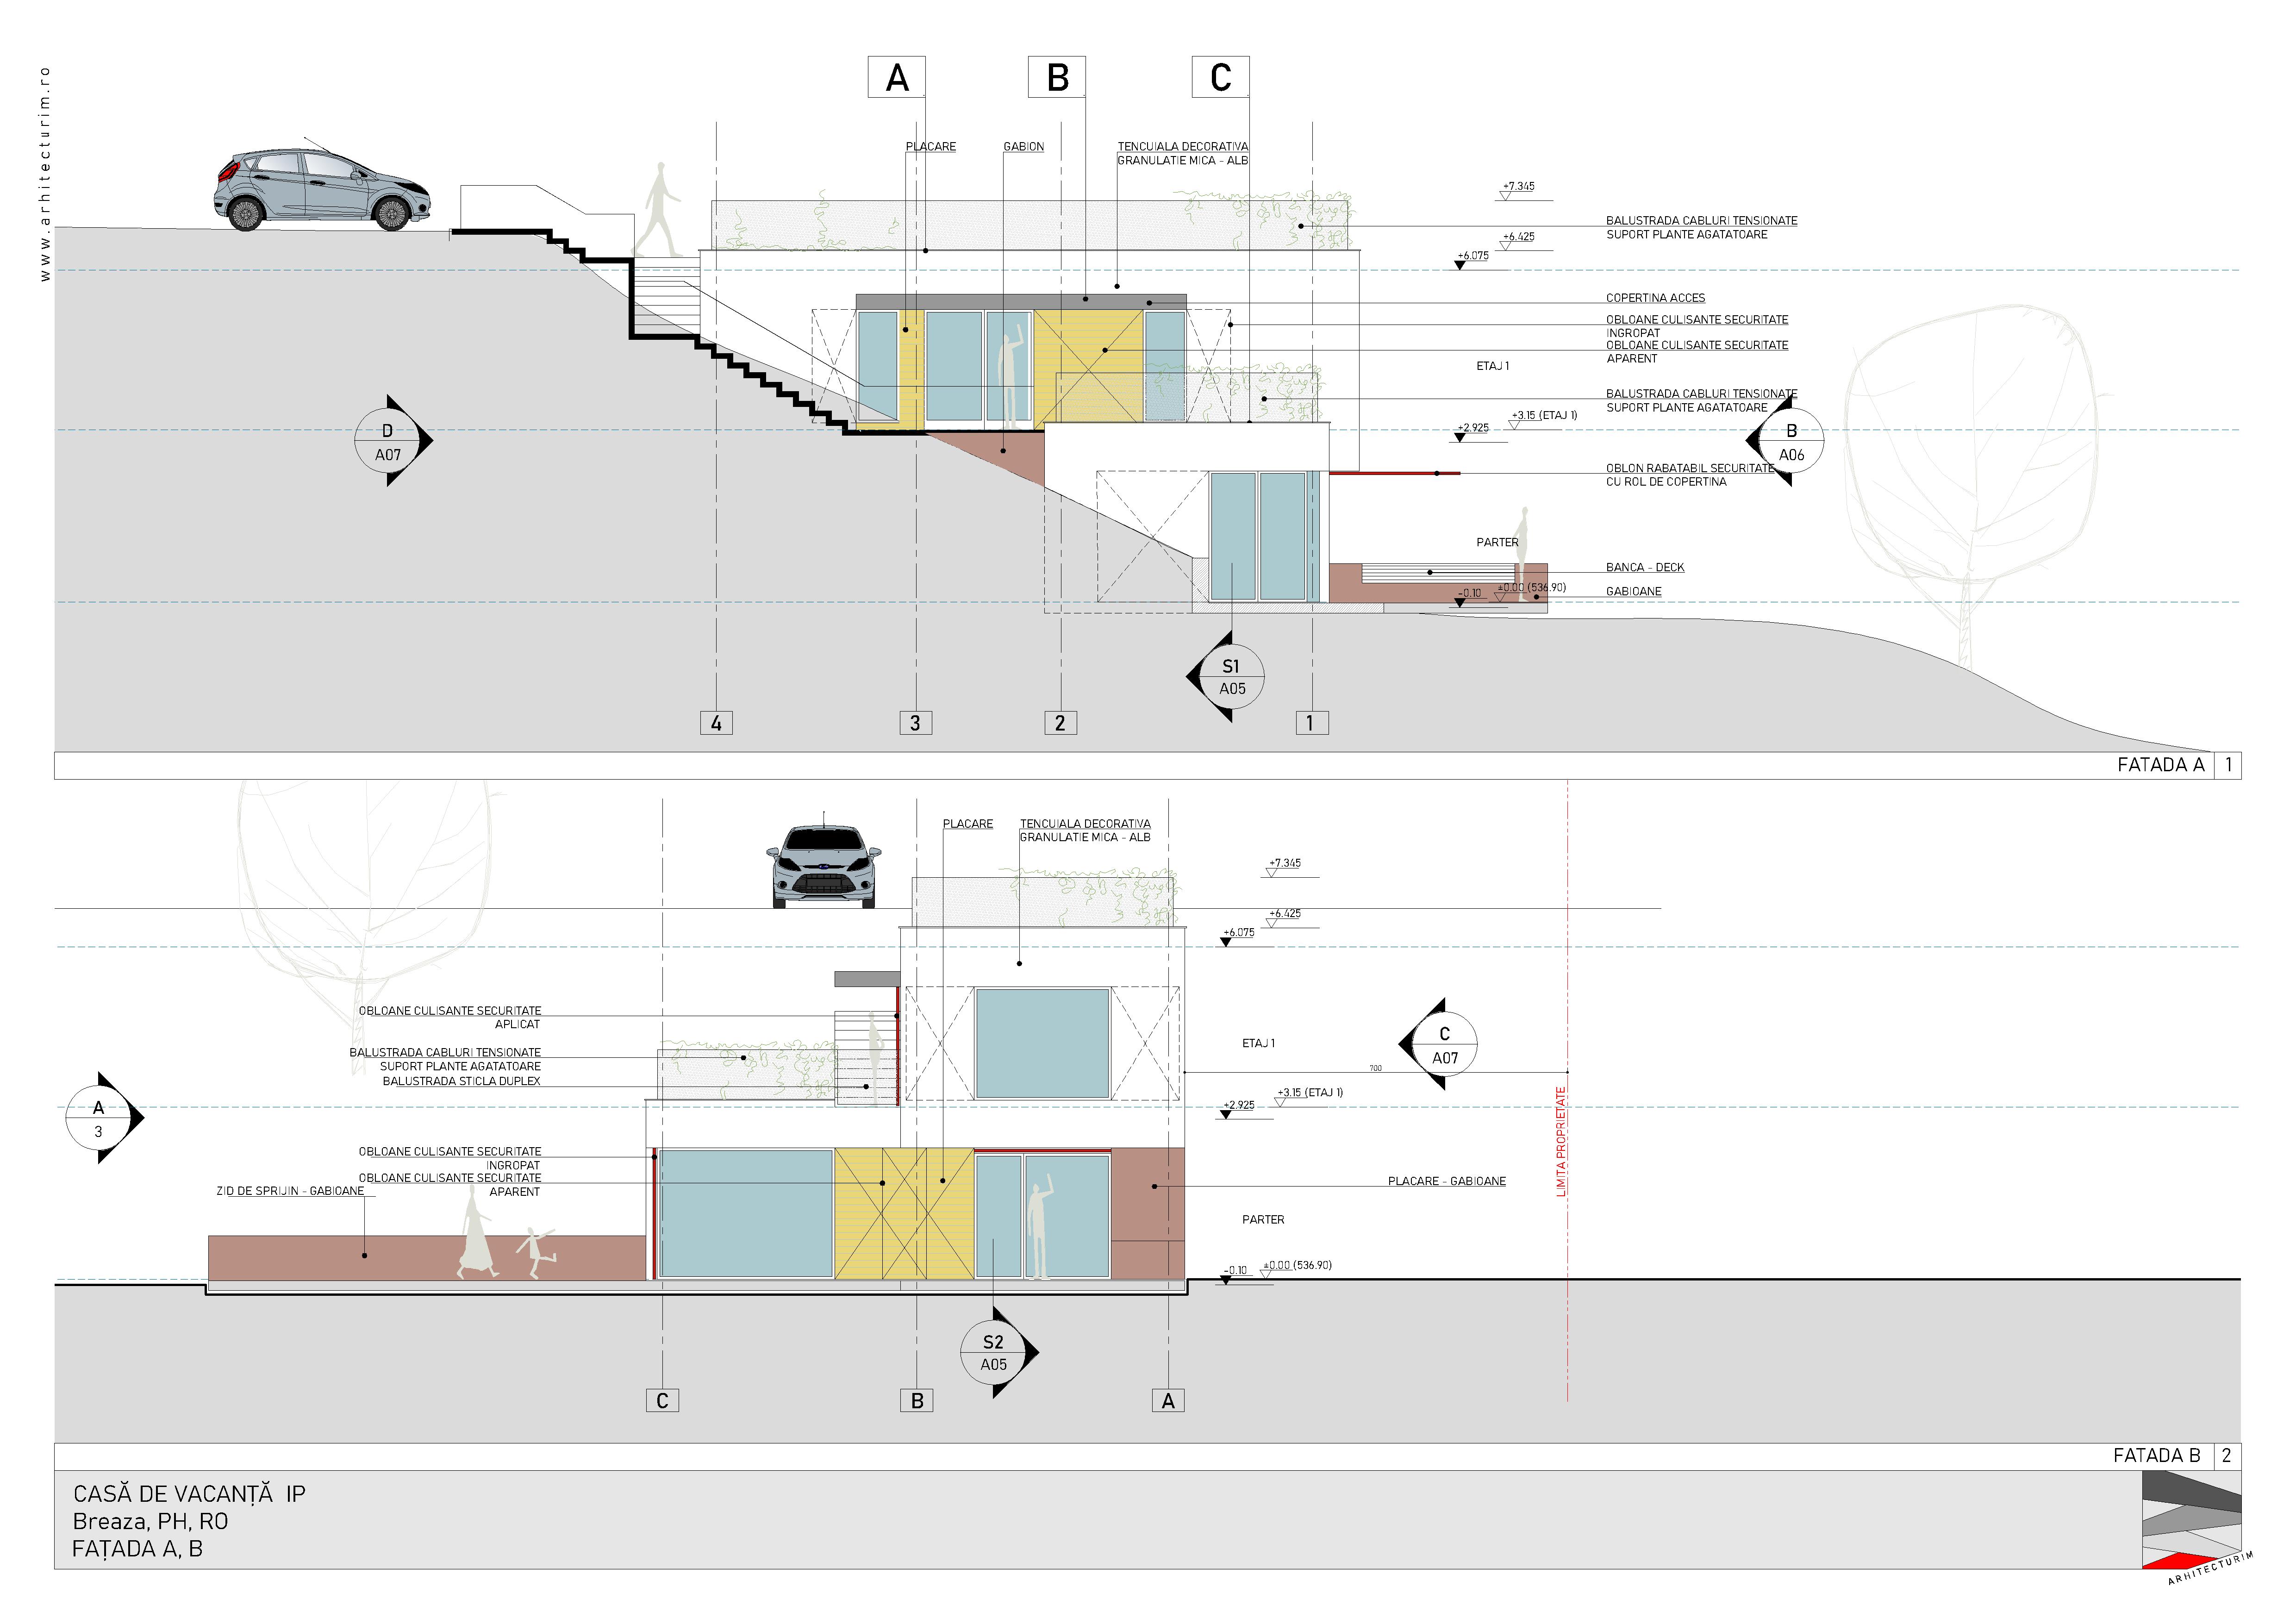 www.arhitecturim.ro
A
B
C
PLACARE
GABION
TENCUIALA DECORATIVA
GRANULATIE MICA - ALB
+7.345
BALUSTRADA CABLURI TENSIONATE
SUPORT PLANTE AGATATOARE
+6.425
+6.075
COPERTINA ACCES
OBLOANE CULISANTE SECURITATE
INGROPAT
OBLOANE CULISANTE SECURITATE
APARENT
ETAJ 1
BALUSTRADA CABLURI TENSIONATE
SUPORT PLANTE AGATATOARE
+3.15 (ETAJ 1)
+2.925
D
A07
B
A06
OBLON RABATABIL SECURITATE
CU ROL DE COPERTINA
PARTER
BANCA - DECK
±0.00 (536.90)
-0.10
GABIOANE
S1
A05
4
3
2
1
FATADA A
1
PLACARE
TENCUIALA DECORATIVA
GRANULATIE MICA - ALB
+7.345
+6.425
+6.075
OBLOANE CULISANTE SECURITATE
APLICAT
C
A07
ETAJ 1
BALUSTRADA CABLURI TENSIONATE
SUPORT PLANTE AGATATOARE
BALUSTRADA STICLA DUPLEX
700
+3.15 (ETAJ 1)
+2.925
A
3
LIMITA PROPRIETATE
OBLOANE CULISANTE SECURITATE
INGROPAT
OBLOANE CULISANTE SECURITATE
APARENT
ZID DE SPRIJIN - GABIOANE
PLACARE - GABIOANE
PARTER
±0.00 (536.90)
-0.10
S2
A05
C
B
A
FATADA B
2
CASĂ DE VACANȚĂ IP
Breaza, PH, RO
FAȚADA A, B
ARHITECTURIM